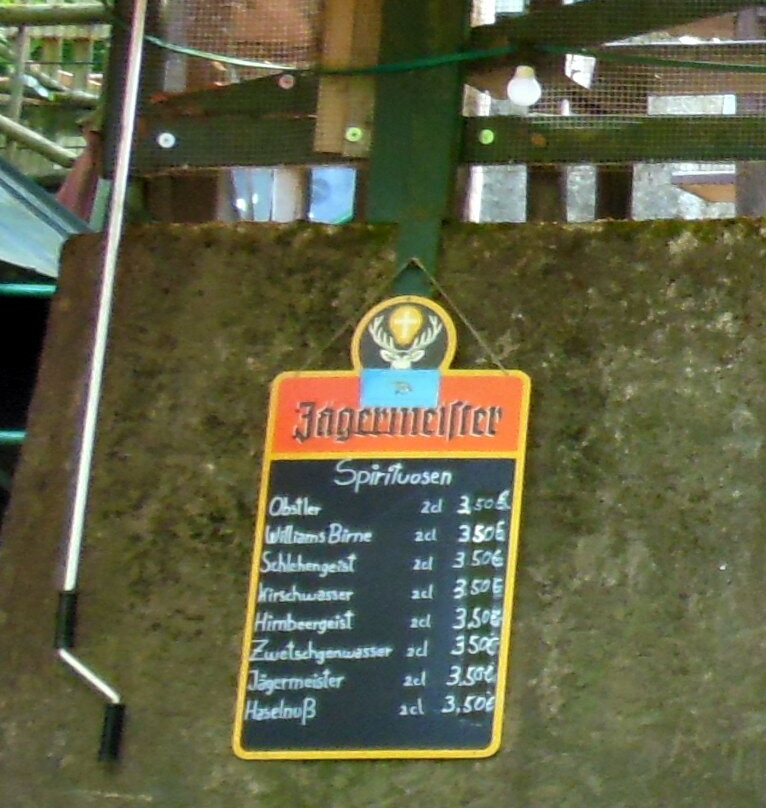 Jägermeister
Spirituosen
Obstler 2cl 3,50€
Williams Birne 2cl 3,50€
Schlehengeist 2cl 3,50€
Kirschwasser 2cl 3,50€
Himbeergeist 2cl 3,50€
Zwetschgenwasser 2cl 3,50€
Jägermeister 2cl 3,50€
Haselnuß 2cl 3,50€